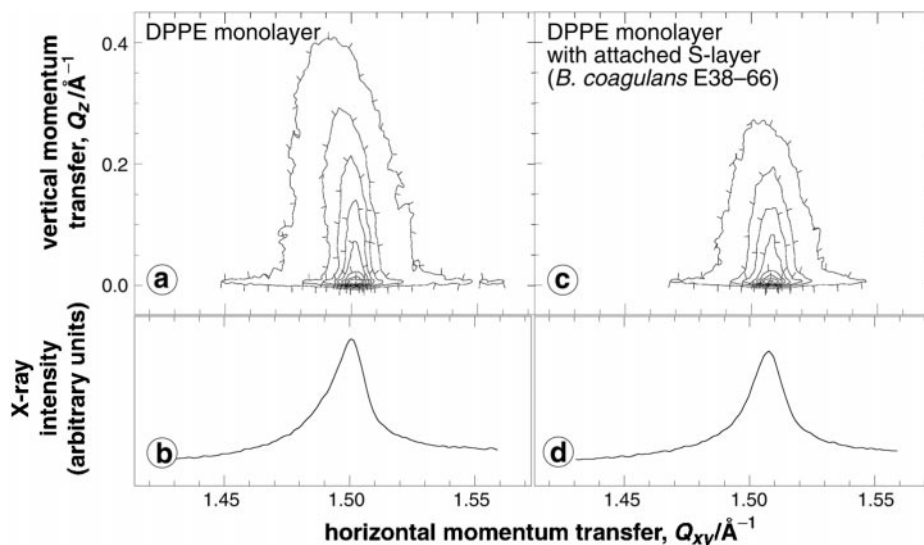 DPPE monolayer
DPPE monolayer
with attached S-layer
(B. coagulans E38–66)
vertical momentum
transfer, Qz/Å−1
0.4
0.2
0.0
a
c
X-ray
intensity
(arbitrary units)
b
d
1.45 1.50 1.55 1.45 1.50 1.55
horizontal momentum transfer, Qxy/Å−1